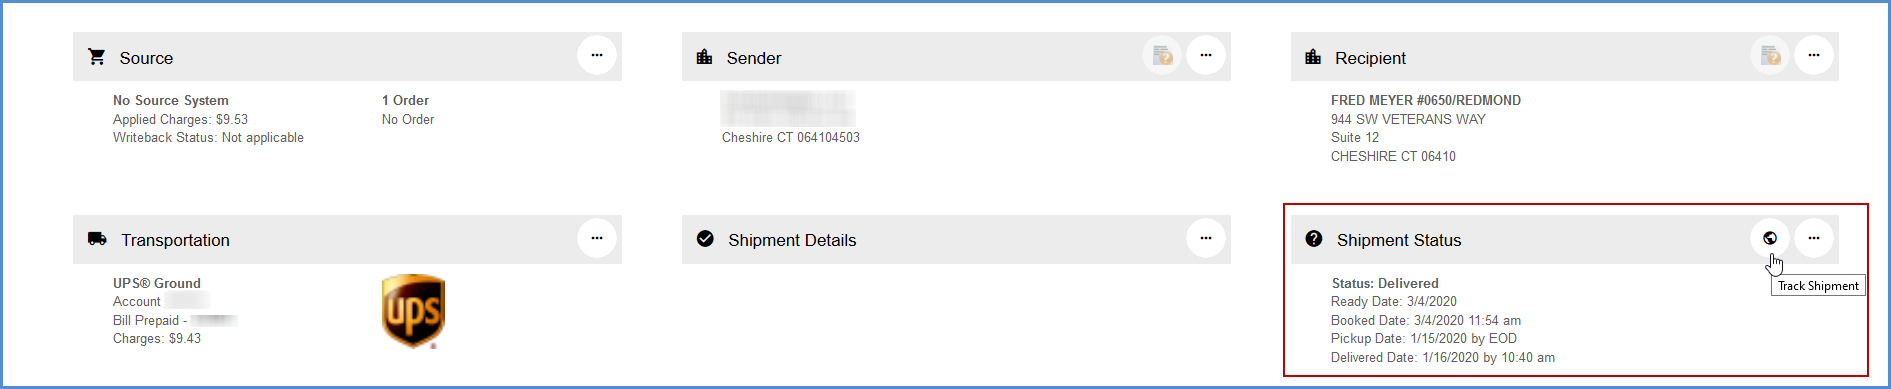 Source
No Source System
Applied Charges: $9.53
Writeback Status: Not applicable
1 Order
No Order
Sender
Cheshire CT 064104503
Recipient
FRED MEYER #0650/REDMOND
944 SW VETERANS WAY
Suite 12
CHESHIRE CT 06410
Transportation
UPS® Ground
Account
Bill Prepaid -
Charges: $9.43
ups
Shipment Details
Shipment Status
Status: Delivered
Ready Date: 3/4/2020
Booked Date: 3/4/2020 11:54 am
Pickup Date: 1/15/2020 by EOD
Delivered Date: 1/16/2020 by 10:40 am
Track Shipment